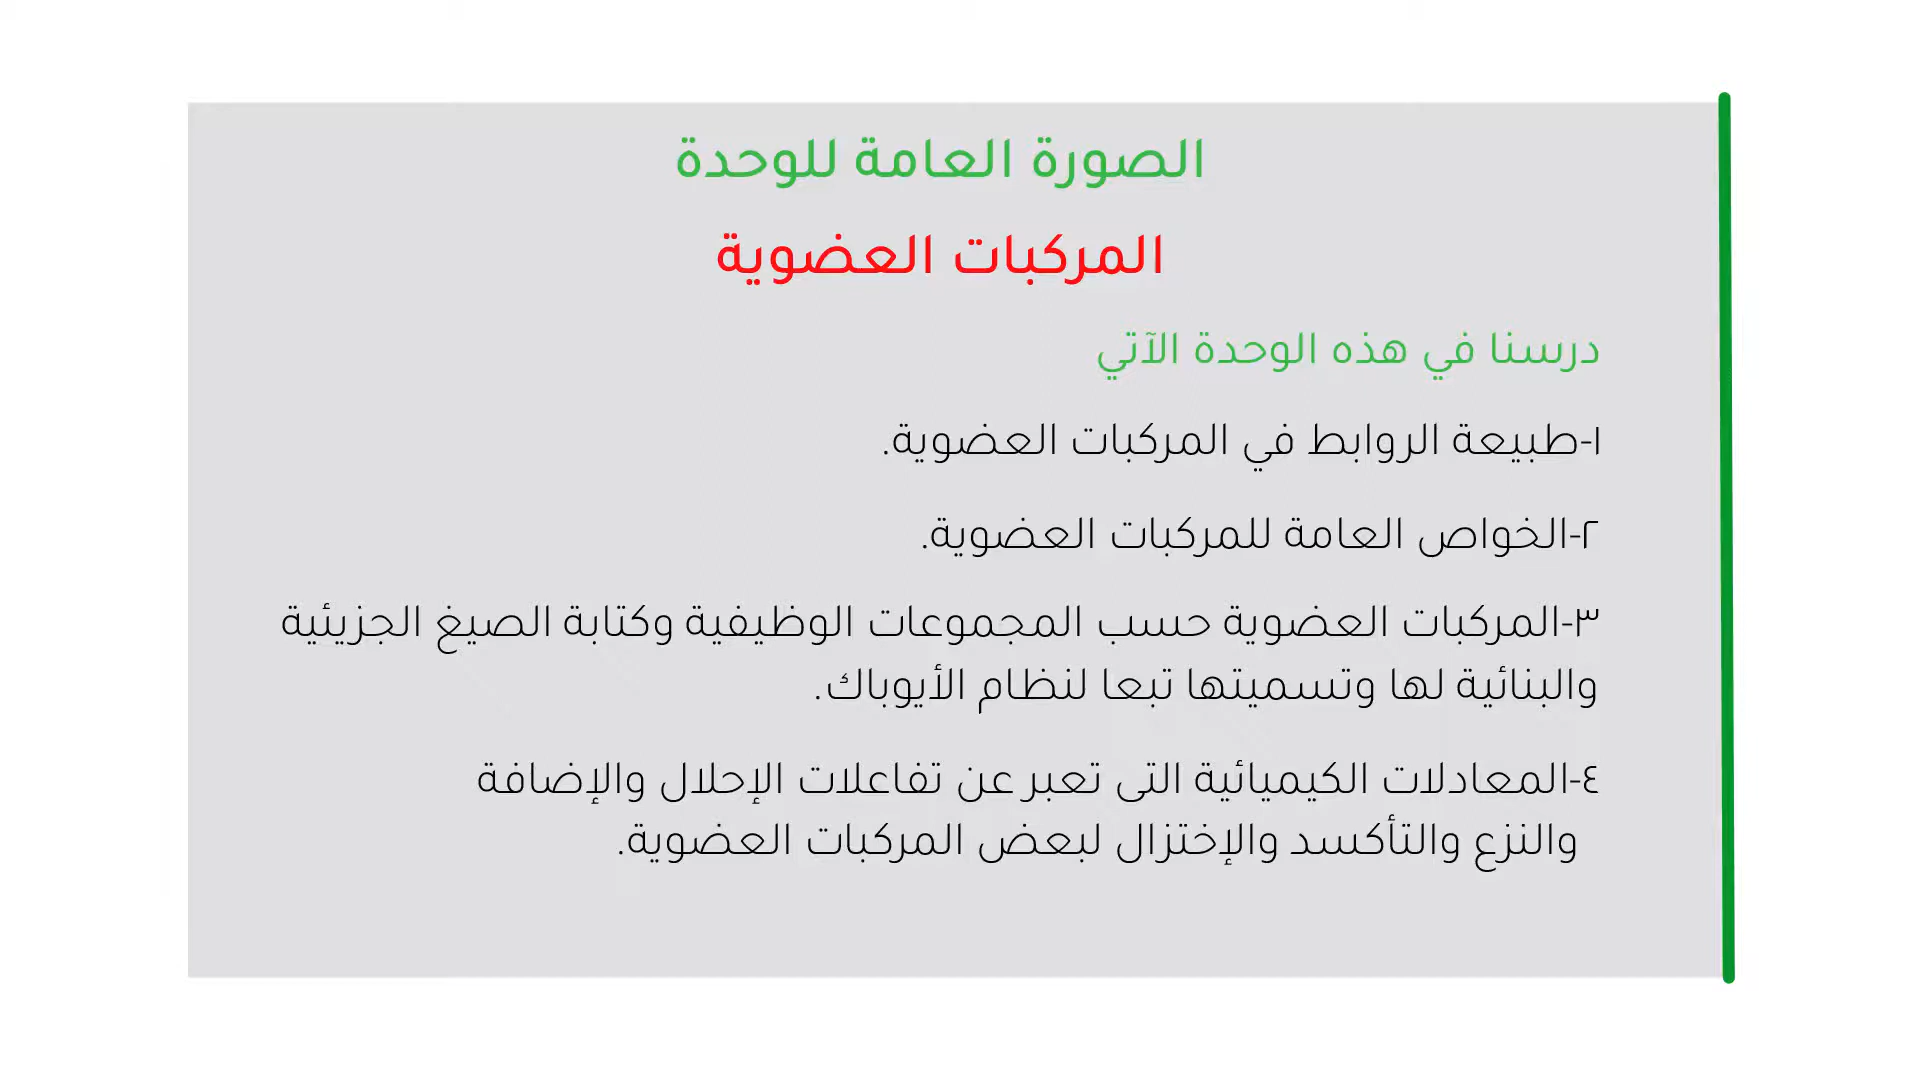 الصورة العامة للوحدة
المركبات العضوية
درسنا في هذه الوحدة الآتي
١-طبيعة الروابط في المركبات العضوية.
٢-الخواص العامة للمركبات العضوية.
٣-المركبات العضوية حسب المجموعات الوظيفية وكتابة الصيغ الجزيئية
والبنائية لها وتسميتها تبعا لنظام الأيوباك.
٤-المعادلات الكيميائية التى تعبر عن تفاعلات الإحلال والإضافة
والنزع والتأكسد والإختزال لبعض المركبات العضوية.